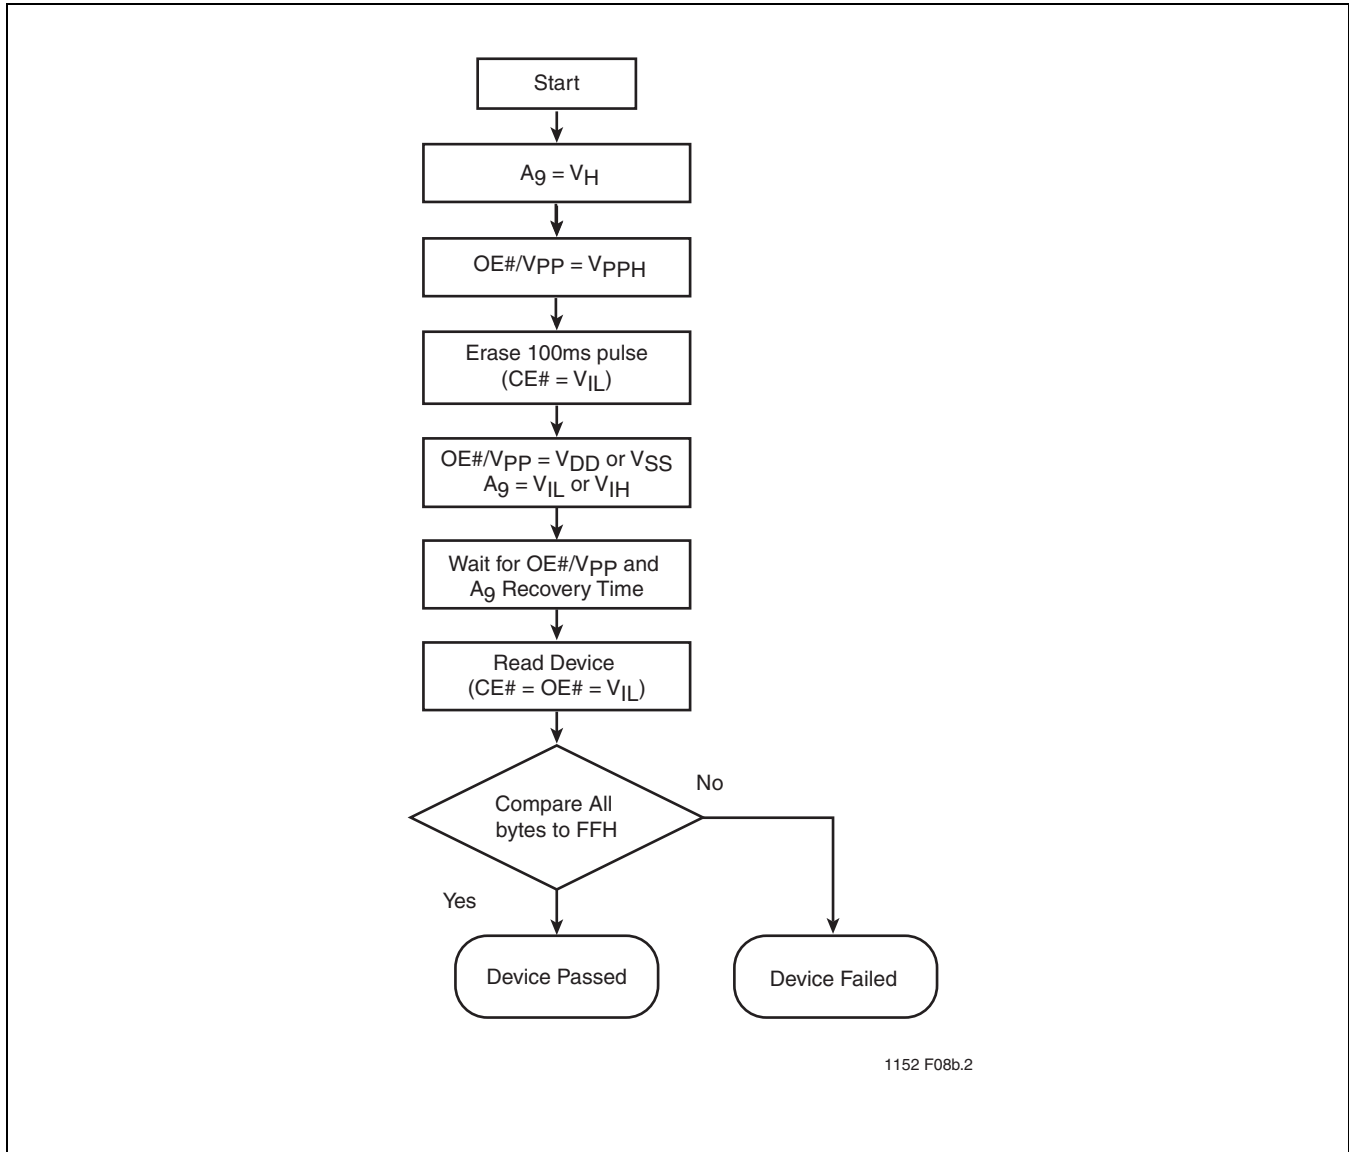 Start
A9 = VH
OE#/VPP = VPPH
Erase 100ms pulse
(CE# = VIL)
OE#/VPP = VDD or VSS
A9 = VIL or VIH
Wait for OE#/VPP and
A9 Recovery Time
Read Device
(CE# = OE# = VIL)
No
Compare All
bytes to FFH
Yes
Device Passed
Device Failed
1152 F08b.2